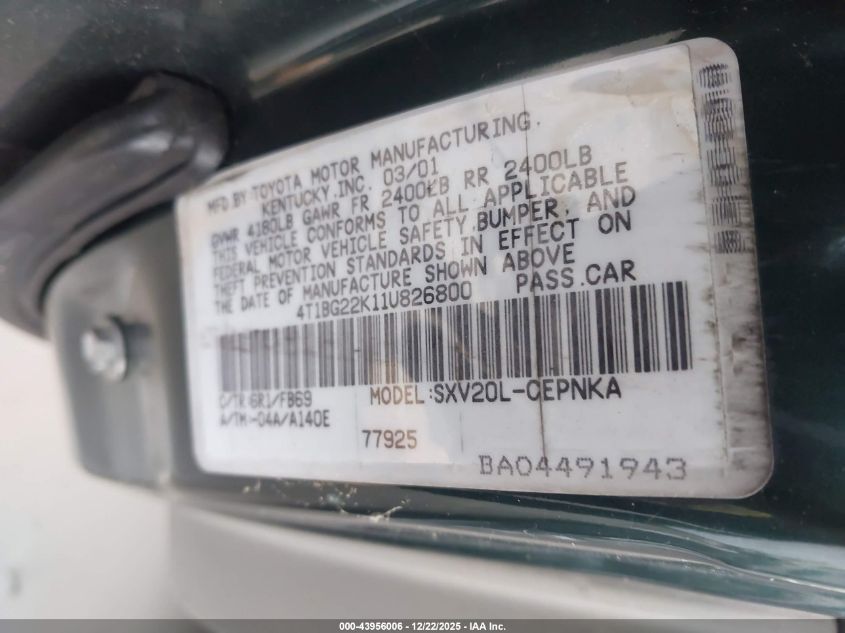 MFD.BY TOYOTA MOTOR MANUFACTURING.
KENTUCKY,INC. 03/01
GVWR 4180LB GAWR FR 2400LB RR 2400LB
THIS VEHICLE CONFORMS TO ALL APPLICABLE
FEDERAL MOTOR VEHICLE SAFETY,BUMPER, AND
THEFT PREVENTION STANDARDS IN EFFECT ON
THE DATE OF MANUFACTURE SHOWN ABOVE
4T1BG22K11U826800 PASS.CAR
C/TR:6R1/FB69 MODEL:SXV20L-CEPNKA
A/TM:-04A/A140E
77925
BA04491943
000-43956006 • 12/22/2025 - IAA Inc.